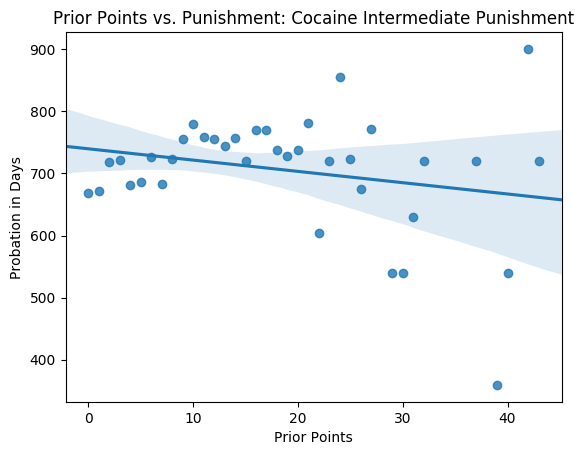 Prior Points vs. Punishment: Cocaine Intermediate Punishment
900
800
700
600
500
400
Probation in Days
0 10 20 30 40
Prior Points